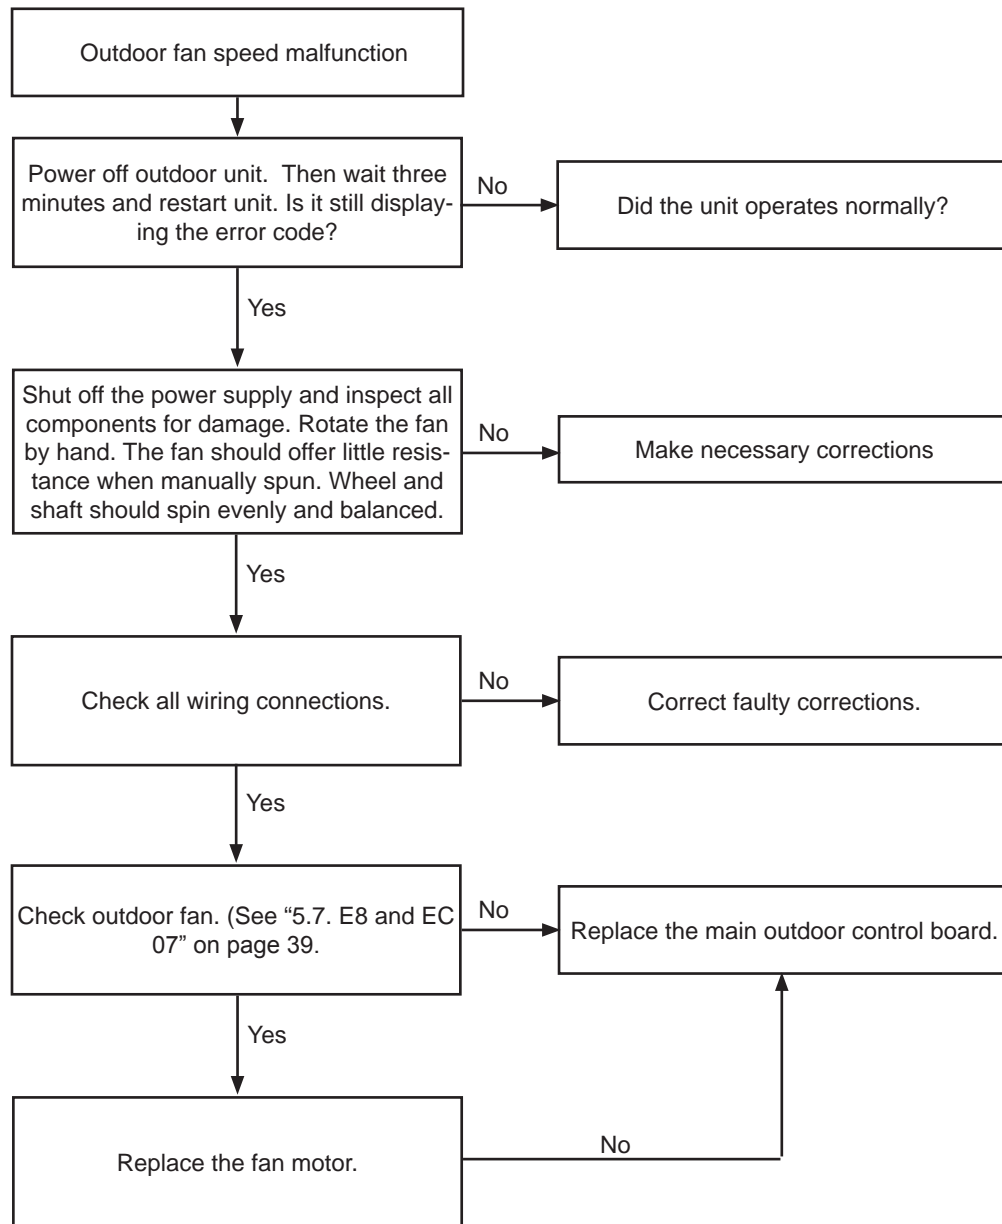 Outdoor fan speed malfunction
Power off outdoor unit.  Then wait three
minutes and restart unit. Is it still display-
ing the error code?
No
Did the unit operates normally?
Yes
Shut off the power supply and inspect all
components for damage. Rotate the fan
by hand. The fan should offer little resis-
tance when manually spun. Wheel and
shaft should spin evenly and balanced.
No
Make necessary corrections
Yes
Check all wiring connections.
No
Correct faulty corrections.
Yes
Check outdoor fan. (See “5.7. E8 and EC
07” on page 39.
No
Replace the main outdoor control board.
Yes
Replace the fan motor.
No